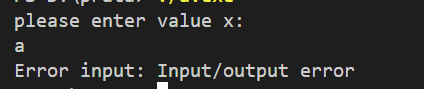 please enter value x:
a
Error input: Input/output error